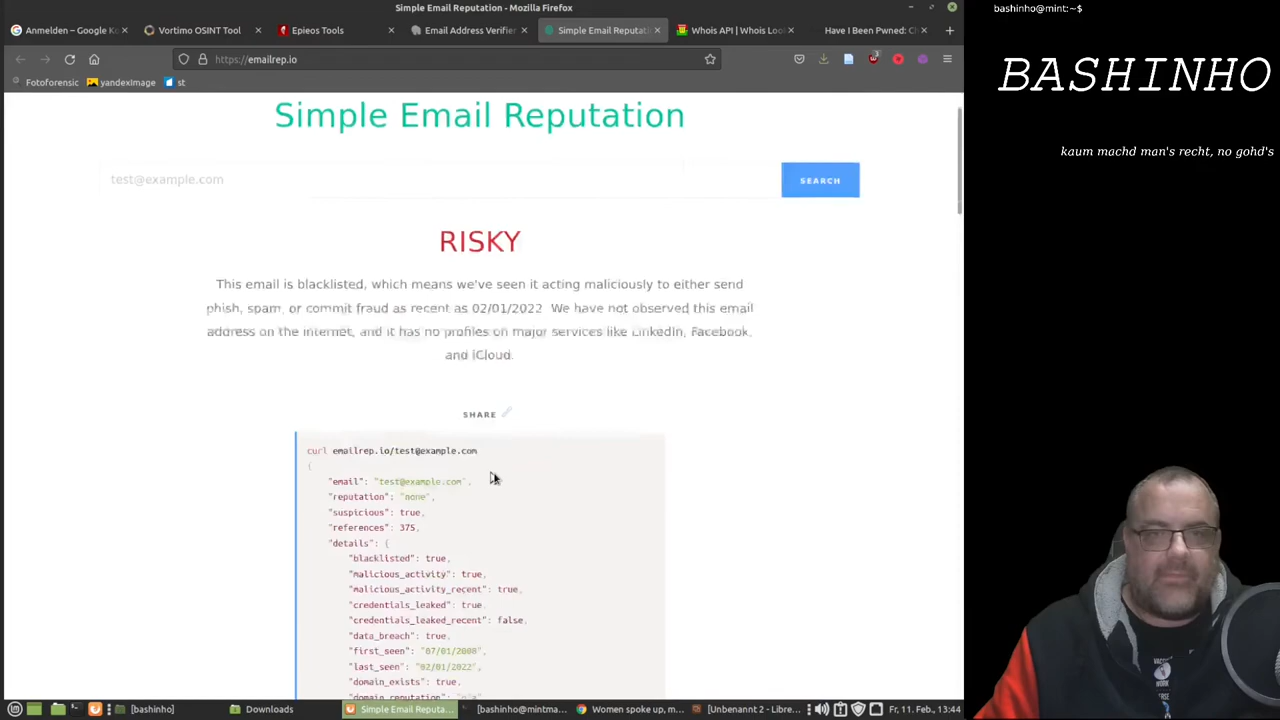 Simple Email Reputation - Mozilla Firefox
Anmelden – Google Ko
Vortimo OSINT Tool
Epieos Tools
Email Address Verifier
Simple Email Reputati
Whois API | Whois Loo
Have I Been Pwned: C
https://emailrep.io
Fotoforensic
yandexImage
st
Simple Email Reputation
test@example.com
SEARCH
RISKY
This email is blacklisted, which means we've seen it acting maliciously to either send
phish, spam, or commit fraud as recent as 02/01/2022. We have not observed this email
address on the internet, and it has no profiles on major services like LinkedIn, Facebook,
and iCloud.
SHARE
curl emailrep.io/test@example.com
{
"email": "test@example.com",
"reputation": "none",
"suspicious": true,
"references": 375,
"details": {
"blacklisted": true,
"malicious_activity": true,
"malicious_activity_recent": true,
"credentials_leaked": true,
"credentials_leaked_recent": false,
"data_breach": true,
"first_seen": "07/01/2008",
"last_seen": "02/01/2022",
"domain_exists": true,
"domain_reputation": "n/a"
bashinho@mint:~$
BASHINHO
kaum machd man's recht, no gohd's
[bashinho]
Downloads
Simple Email Reputa...
[bashinho@mintma...
Women spoke up, m...
[Unbenannt 2 - Libre...
Fr, 11. Feb., 13:44